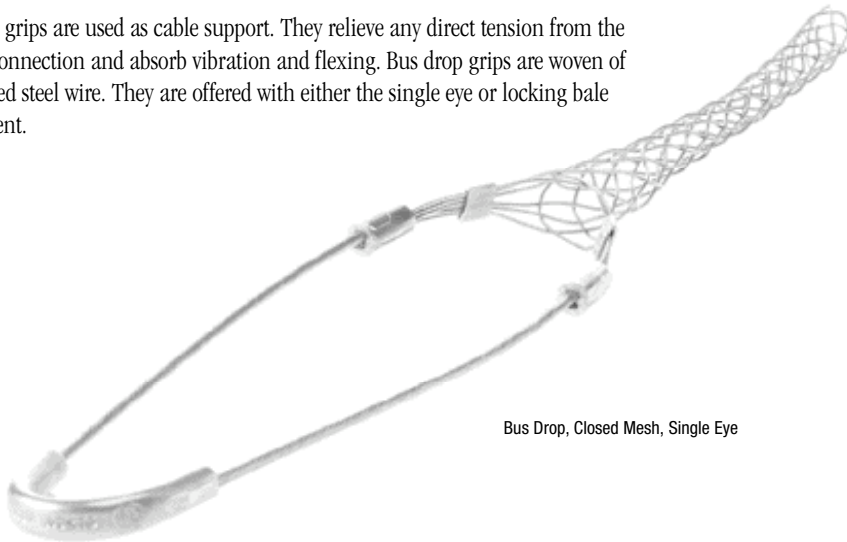 grips are used as cable support. They relieve any direct tension from the
onnection and absorb vibration and flexing. Bus drop grips are woven of
ed steel wire. They are offered with either the single eye or locking bale
ent.
Bus Drop, Closed Mesh, Single Eye